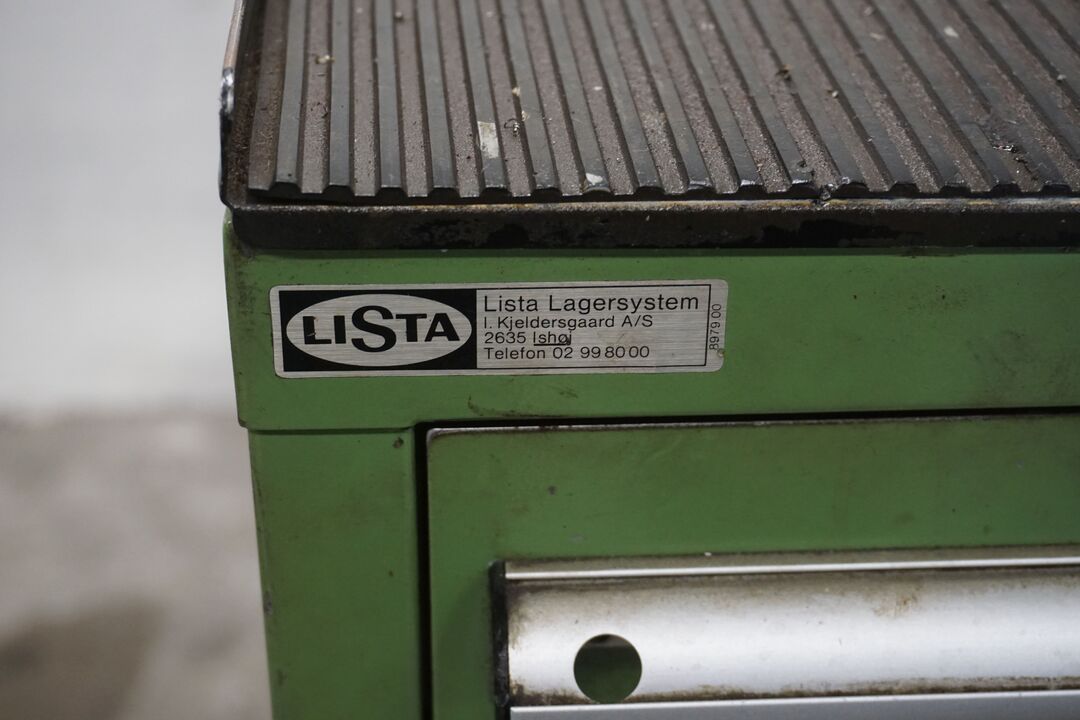 LISTA
Lista Lagersystem
I. Kjeldersgaard A/S
2635 Ishøj
Telefon 02 99 80 00
8979 00